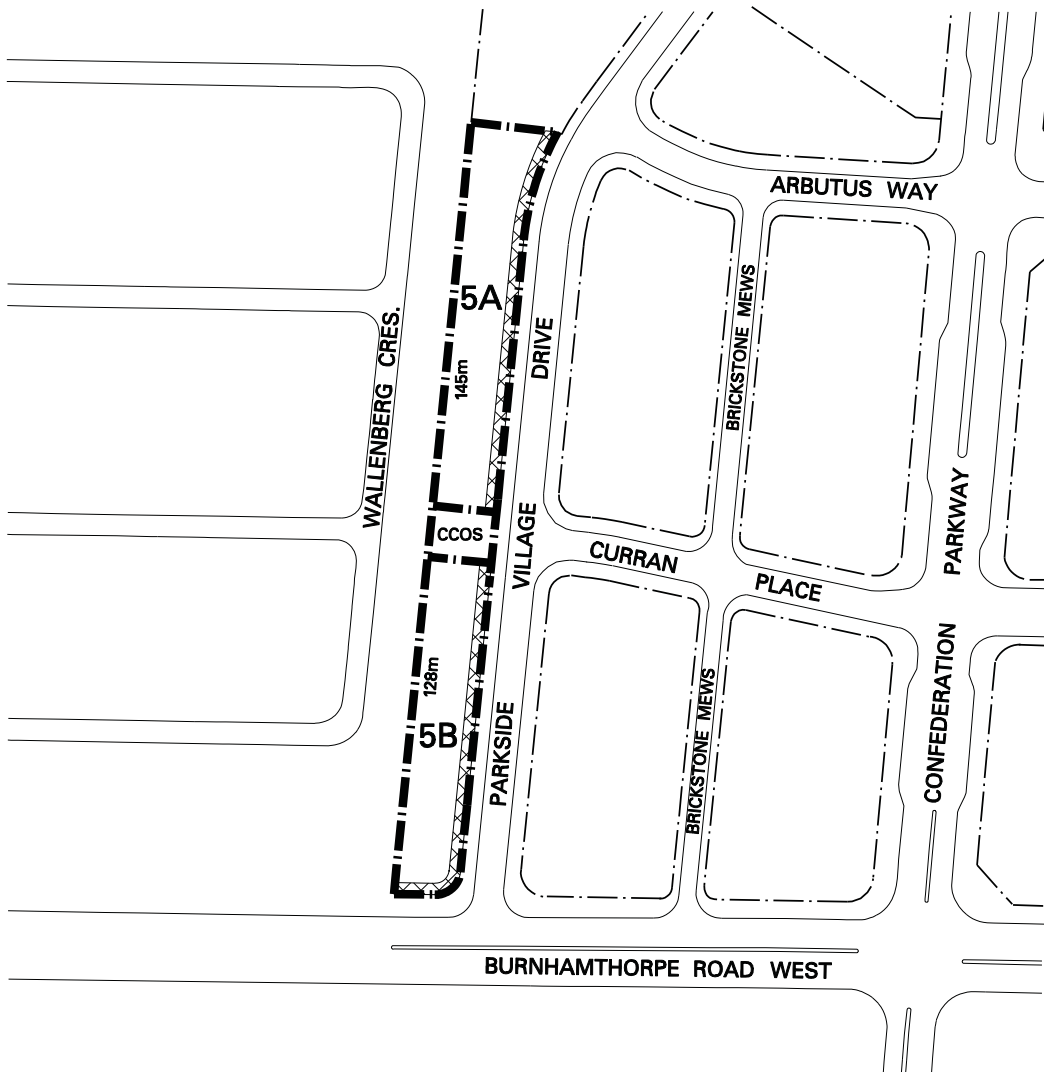 ARBUTUS WAY
5A
BRICKSTONE MEWS
DRIVE
WALLENBERG CRES.
145m
PARKWAY
CCOS
VILLAGE
CURRAN
PLACE
128m
CONFEDERATION
5B
PARKSIDE
BRICKSTONE MEWS
BURNHAMTHORPE ROAD WEST